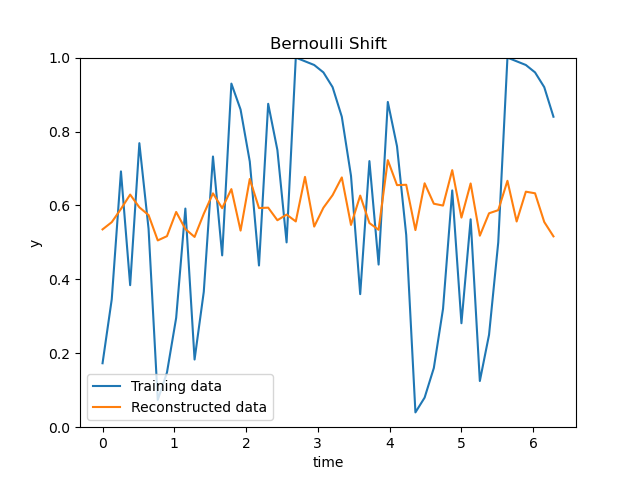 Bernoulli Shift
1.0
0.8
0.6
0.4
0.2
0.0
y
Training data
Reconstructed data
0 1 2 3 4 5 6
time